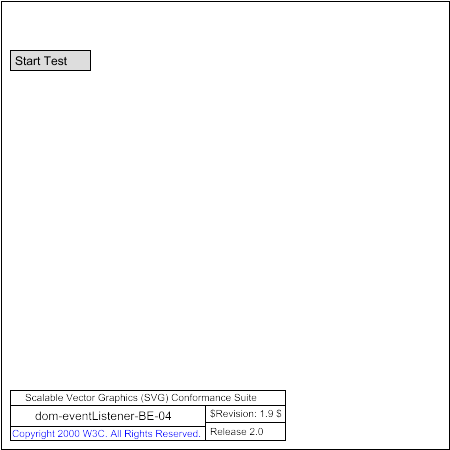 Start Test
Scalable Vector Graphics (SVG) Conformance Suite
dom-eventListener-BE-04
$Revision: 1.9 $
Copyright 2000 W3C. All Rights Reserved.
Release 2.0